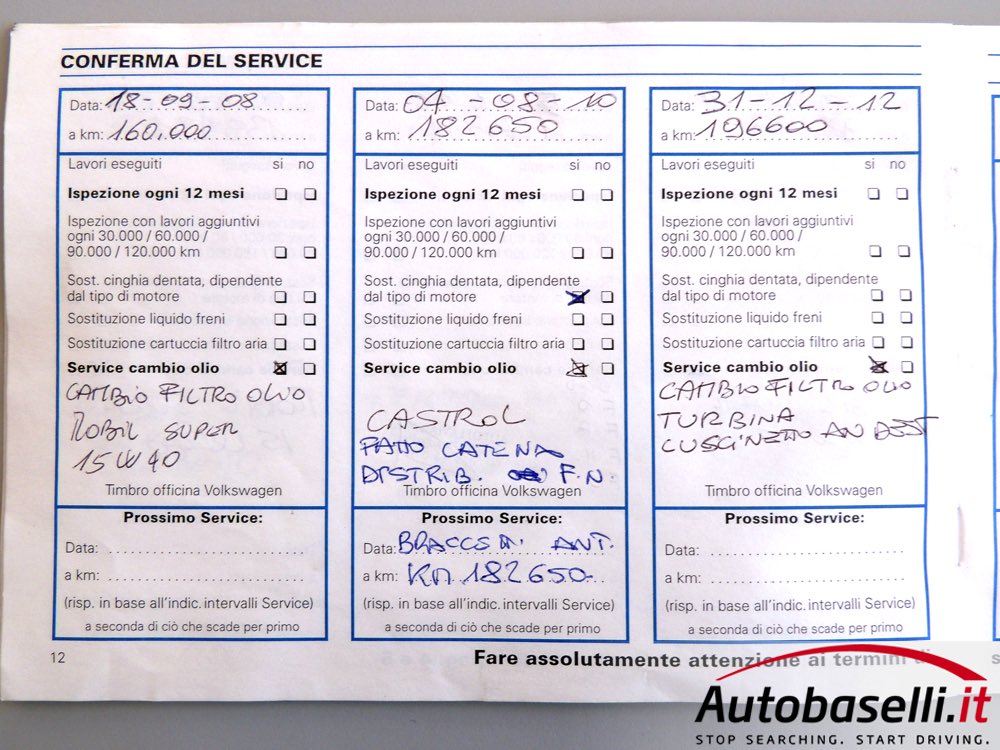 CONFERMA DEL SERVICE
Data: 18-09-08
a km: 160.000
Lavori eseguiti si no
Ispezione ogni 12 mesi
Ispezione con lavori aggiuntivi
ogni 30.000 / 60.000 /
90.000 / 120.000 km
Sost. cinghia dentata, dipendente
dal tipo di motore
Sostituzione liquido freni
Sostituzione cartuccia filtro aria
Service cambio olio
CAMBIO FILTRO OLIO
MOBIL SUPER
15W40
Timbro officina Volkswagen
Prossimo Service:
Data:
a km:
(risp. in base all'indic. intervalli Service)
a seconda di ciò che scade per primo
Data: 04-08-10
a km: 182650
Lavori eseguiti si no
Ispezione ogni 12 mesi
Ispezione con lavori aggiuntivi
ogni 30.000 / 60.000 /
90.000 / 120.000 km
Sost. cinghia dentata, dipendente
dal tipo di motore
Sostituzione liquido freni
Sostituzione cartuccia filtro aria
Service cambio olio
CASTROL
FATTO CATENA
DISTRIB. F.N.
Timbro officina Volkswagen
Prossimo Service:
Data: ANT.
a km: KM 182650
(risp. in base all'indic. intervalli Service)
a seconda di ciò che scade per primo
Data: 31-12-12
a km: 196600
Lavori eseguiti si no
Ispezione ogni 12 mesi
Ispezione con lavori aggiuntivi
ogni 30.000 / 60.000 /
90.000 / 120.000 km
Sost. cinghia dentata, dipendente
dal tipo di motore
Sostituzione liquido freni
Sostituzione cartuccia filtro aria
Service cambio olio
CAMBIO FILTRO OLIO
TURBINA
CUSCINETTO AN DEST
Timbro officina Volkswagen
Prossimo Service:
Data:
a km:
(risp. in base all'indic. intervalli Service)
a seconda di ciò che scade per primo
12
Fare assolutamente attenzione ai termini di
Autobaselli.it
STOP SEARCHING. START DRIVING.